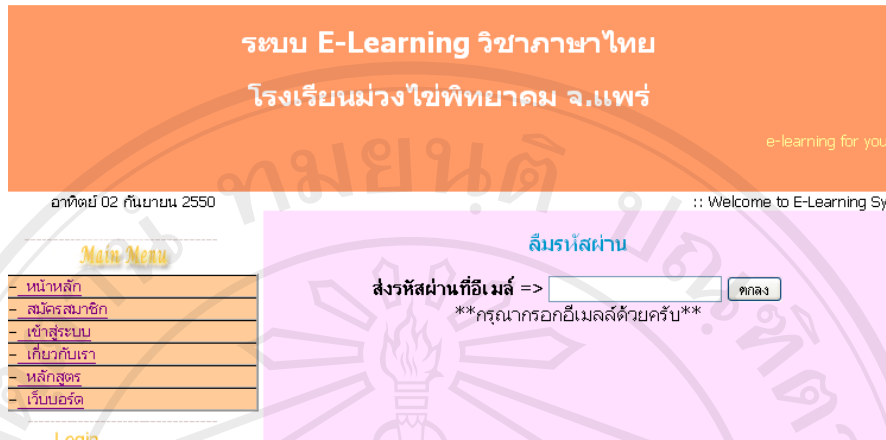 ระบบ E-Learning วิชาภาษาไทย
โรงเรียนม่วงไข่พิทยาคม จ.แพร่
e-learning for you
อาทิตย์ 02 กันยายน 2550
:: Welcome to E-Learning Sy
Main Menu
ลืมรหัสผ่าน
- หน้าหลัก
ส่งรหัสผ่านที่อีเมล์ => ตกลง
- สมัครสมาชิก
**กรุณากรอกอีเมลล์ด้วยครับ**
- เข้าสู่ระบบ
- เกี่ยวกับเรา
- หลักสูตร
- เว็บบอร์ด
Login